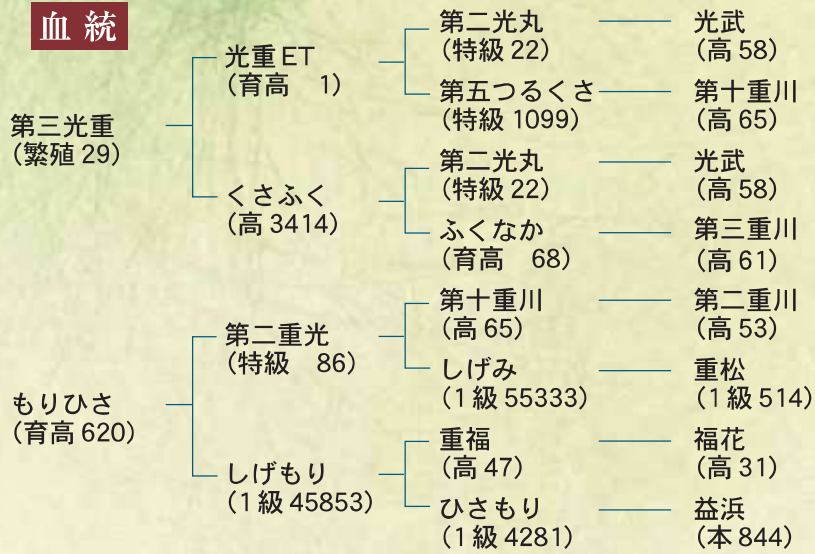 血統
第三光重
(繁殖 29)
光重 ET
(育高　1)
第二光丸
(特級 22)
光武
(高 58)
第五つるくさ
(特級 1099)
第十重川
(高 65)
くさふく
(高 3414)
第二光丸
(特級 22)
光武
(高 58)
ふくなか
(育高　68)
第三重川
(高 61)
もりひさ
(育高 620)
第二重光
(特級　86)
第十重川
(高 65)
第二重川
(高 53)
しげみ
(1級 55333)
重松
(1級 514)
しげもり
(1級 45853)
重福
(高 47)
福花
(高 31)
ひさもり
(1級 4281)
益浜
(本 844)